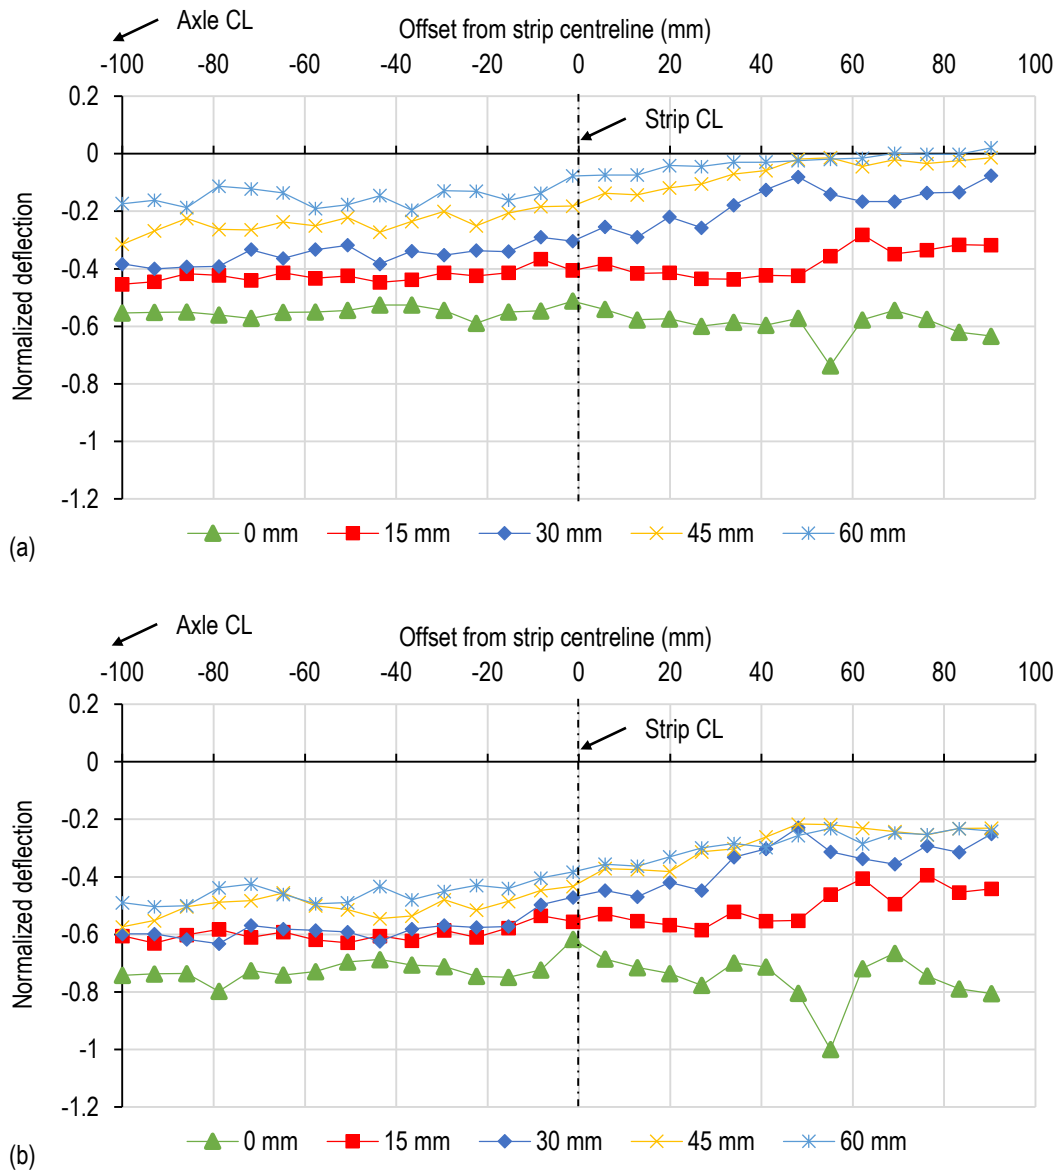 Axle CL
Offset from strip centreline (mm)
-100 -80 -60 -40 -20 0 20 40 60 80 100
0.2
Strip CL
0
-0.2
-0.4
-0.6
-0.8
-1
-1.2
Normalized deflection
0 mm 15 mm 30 mm 45 mm 60 mm
(a)
Axle CL
Offset from strip centreline (mm)
-100 -80 -60 -40 -20 0 20 40 60 80 100
0.2
Strip CL
0
-0.2
-0.4
-0.6
-0.8
-1
-1.2
Normalized deflection
0 mm 15 mm 30 mm 45 mm 60 mm
(b)